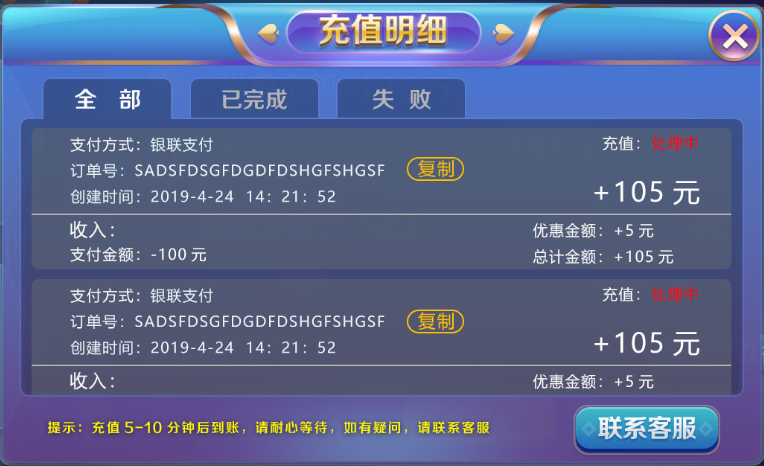 充值明细
全 部
已完成
失 败
支付方式：银联支付
充值：处理中
订单号：SADSFDSGFDGDFDSHGFSHGSF
复制
+105 元
创建时间：2019-4-24 14：21：52
收入：
优惠金额：+5 元
支付金额：-100 元
总计金额：+105 元
支付方式：银联支付
充值：处理中
订单号：SADSFDSGFDGDFDSHGFSHGSF
复制
+105 元
创建时间：2019-4-24 14：21：52
收入：
优惠金额：+5 元
提示：充值 5-10 分钟后到账，请耐心等待，如有疑问，请联系客服
联系客服